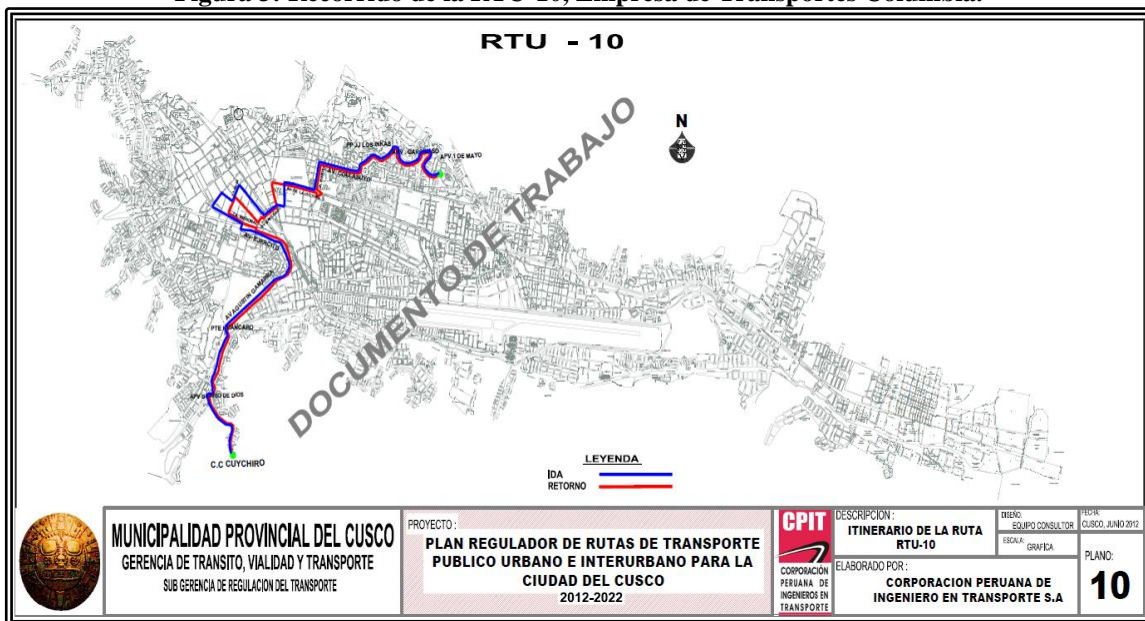 Figura 3: Recorrido de la RTU-10, Empresa de Transportes Columbia.
RTU - 10
N
PP JJ LOS INKAS
APV 1 DE MAYO
AV EJERCITO
AV AGUSTIN GAMARRA
C.C CUYCHIRO
DOCUMENTO DE TRABAJO
LEYENDA
IDA
RETORNO
MUNICIPALIDAD PROVINCIAL DEL CUSCO
GERENCIA DE TRANSITO, VIALIDAD Y TRANSPORTE
SUB GERENCIA DE REGULACION DEL TRANSPORTE
PROYECTO :
PLAN REGULADOR DE RUTAS DE TRANSPORTE
PUBLICO URBANO E INTERURBANO PARA LA
CIUDAD DEL CUSCO
2012-2022
CPIT
CORPORACIÓN
PERUANA DE
INGENIEROS EN
TRANSPORTE
DESCRIPCION :
ITINERARIO DE LA RUTA
RTU-10
ELABORADO POR :
CORPORACION PERUANA DE
INGENIERO EN TRANSPORTE S.A
DISEÑO:
EQUIPO CONSULTOR
ESCALA:
GRAFICA
FECHA:
CUSCO, JUNIO 2012
PLANO:
10